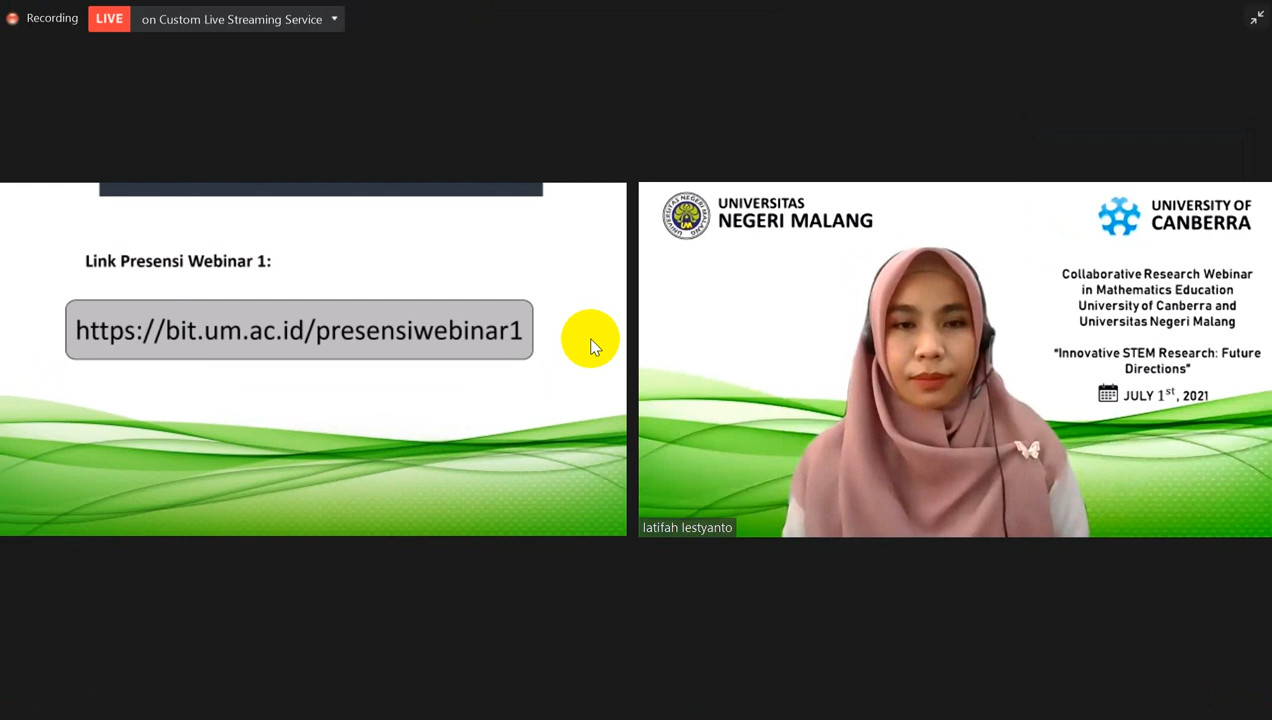 Recording
LIVE
on Custom Live Streaming Service
Link Presensi Webinar 1:
https://bit.um.ac.id/presensiwebinar1
UNIVERSITAS
NEGERI MALANG
UNIVERSITY OF
CANBERRA
Collaborative Research Webinar
in Mathematics Education
University of Canberra and
Universitas Negeri Malang
“Innovative STEM Research: Future
Directions”
JULY 1st, 2021
latifah lestyanto